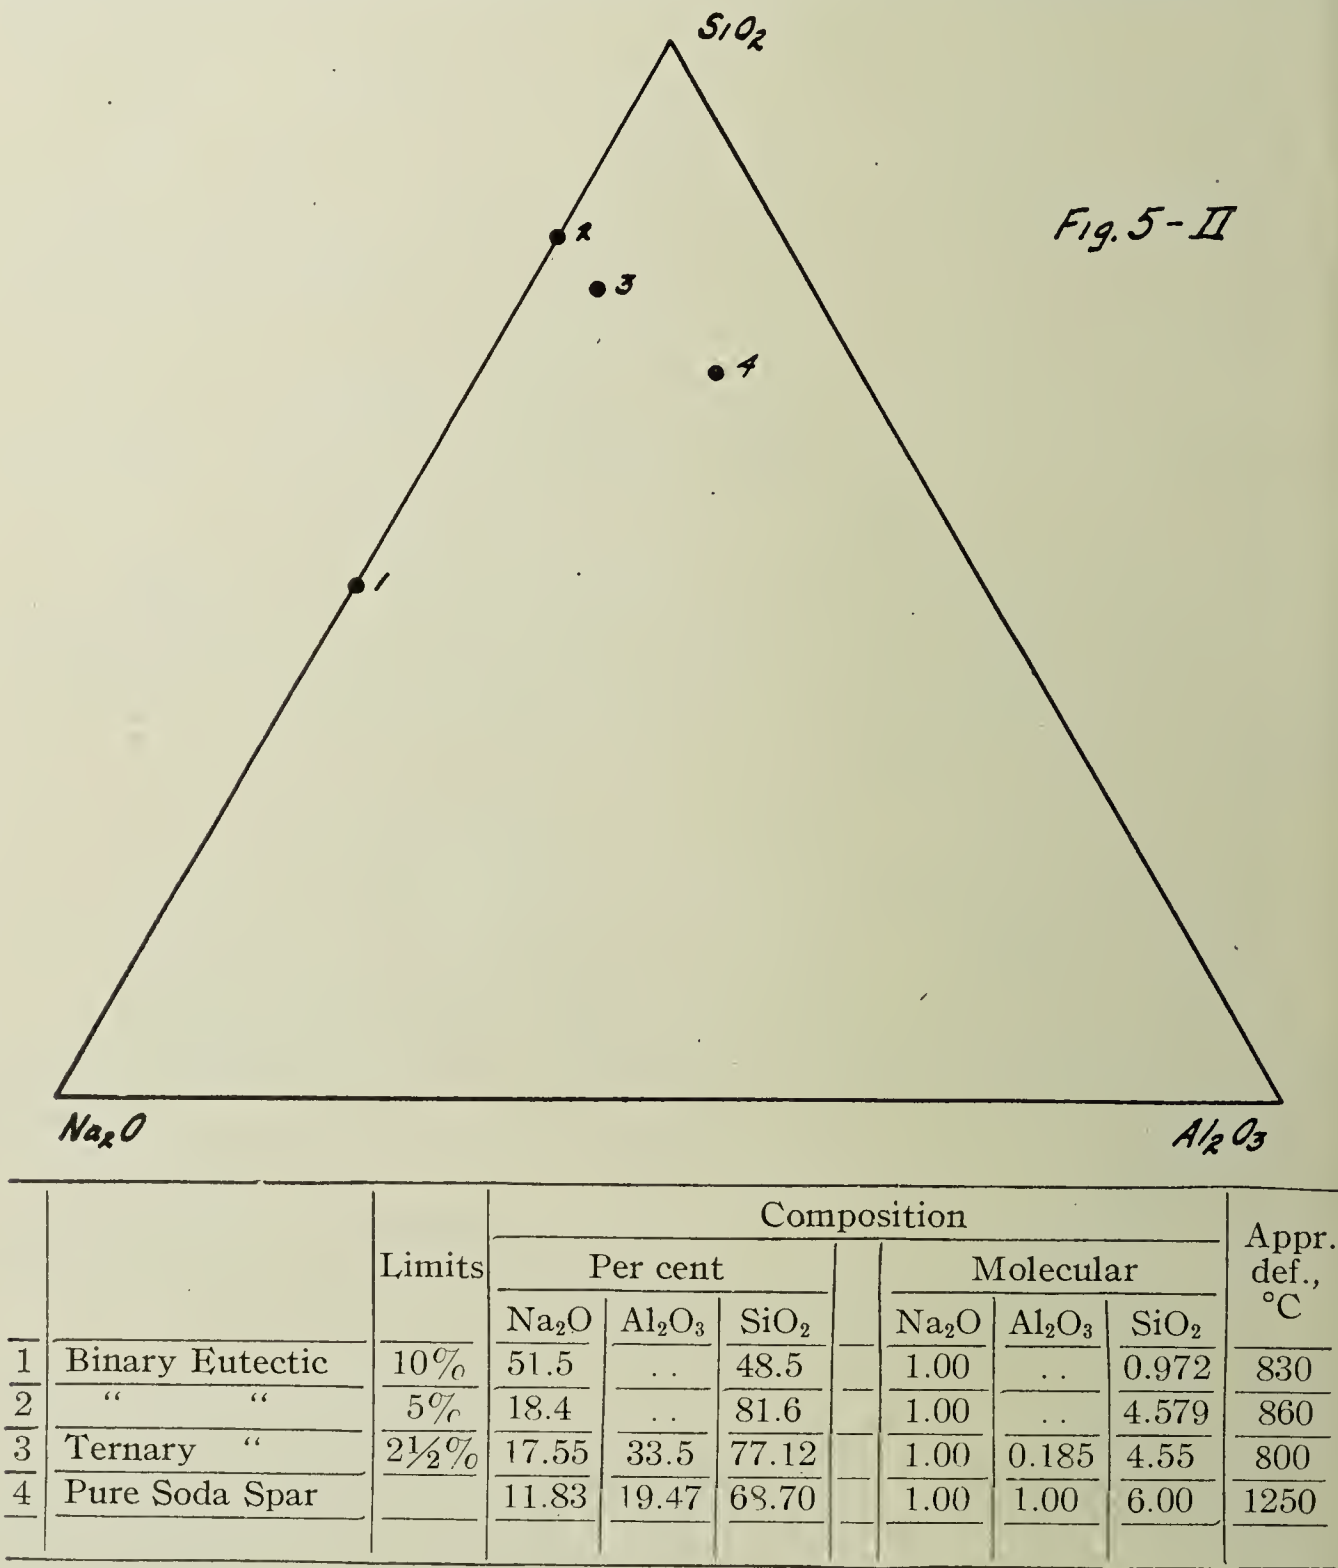 SiO₂
Fig. 5-II
2
3
4
1
Na₂O
Al₂O₃
Composition
Limits Per cent Molecular Appr. def., °C
Na₂O Al₂O₃ SiO₂ Na₂O Al₂O₃ SiO₂
1 Binary Eutectic 10% 51.5 .. 48.5 1.00 .. 0.972 830
2 “ “ 5% 18.4 .. 81.6 1.00 .. 4.579 860
3 Ternary “ 2½% 17.55 33.5 77.12 1.00 0.185 4.55 800
4 Pure Soda Spar 11.83 19.47 68.70 1.00 1.00 6.00 1250